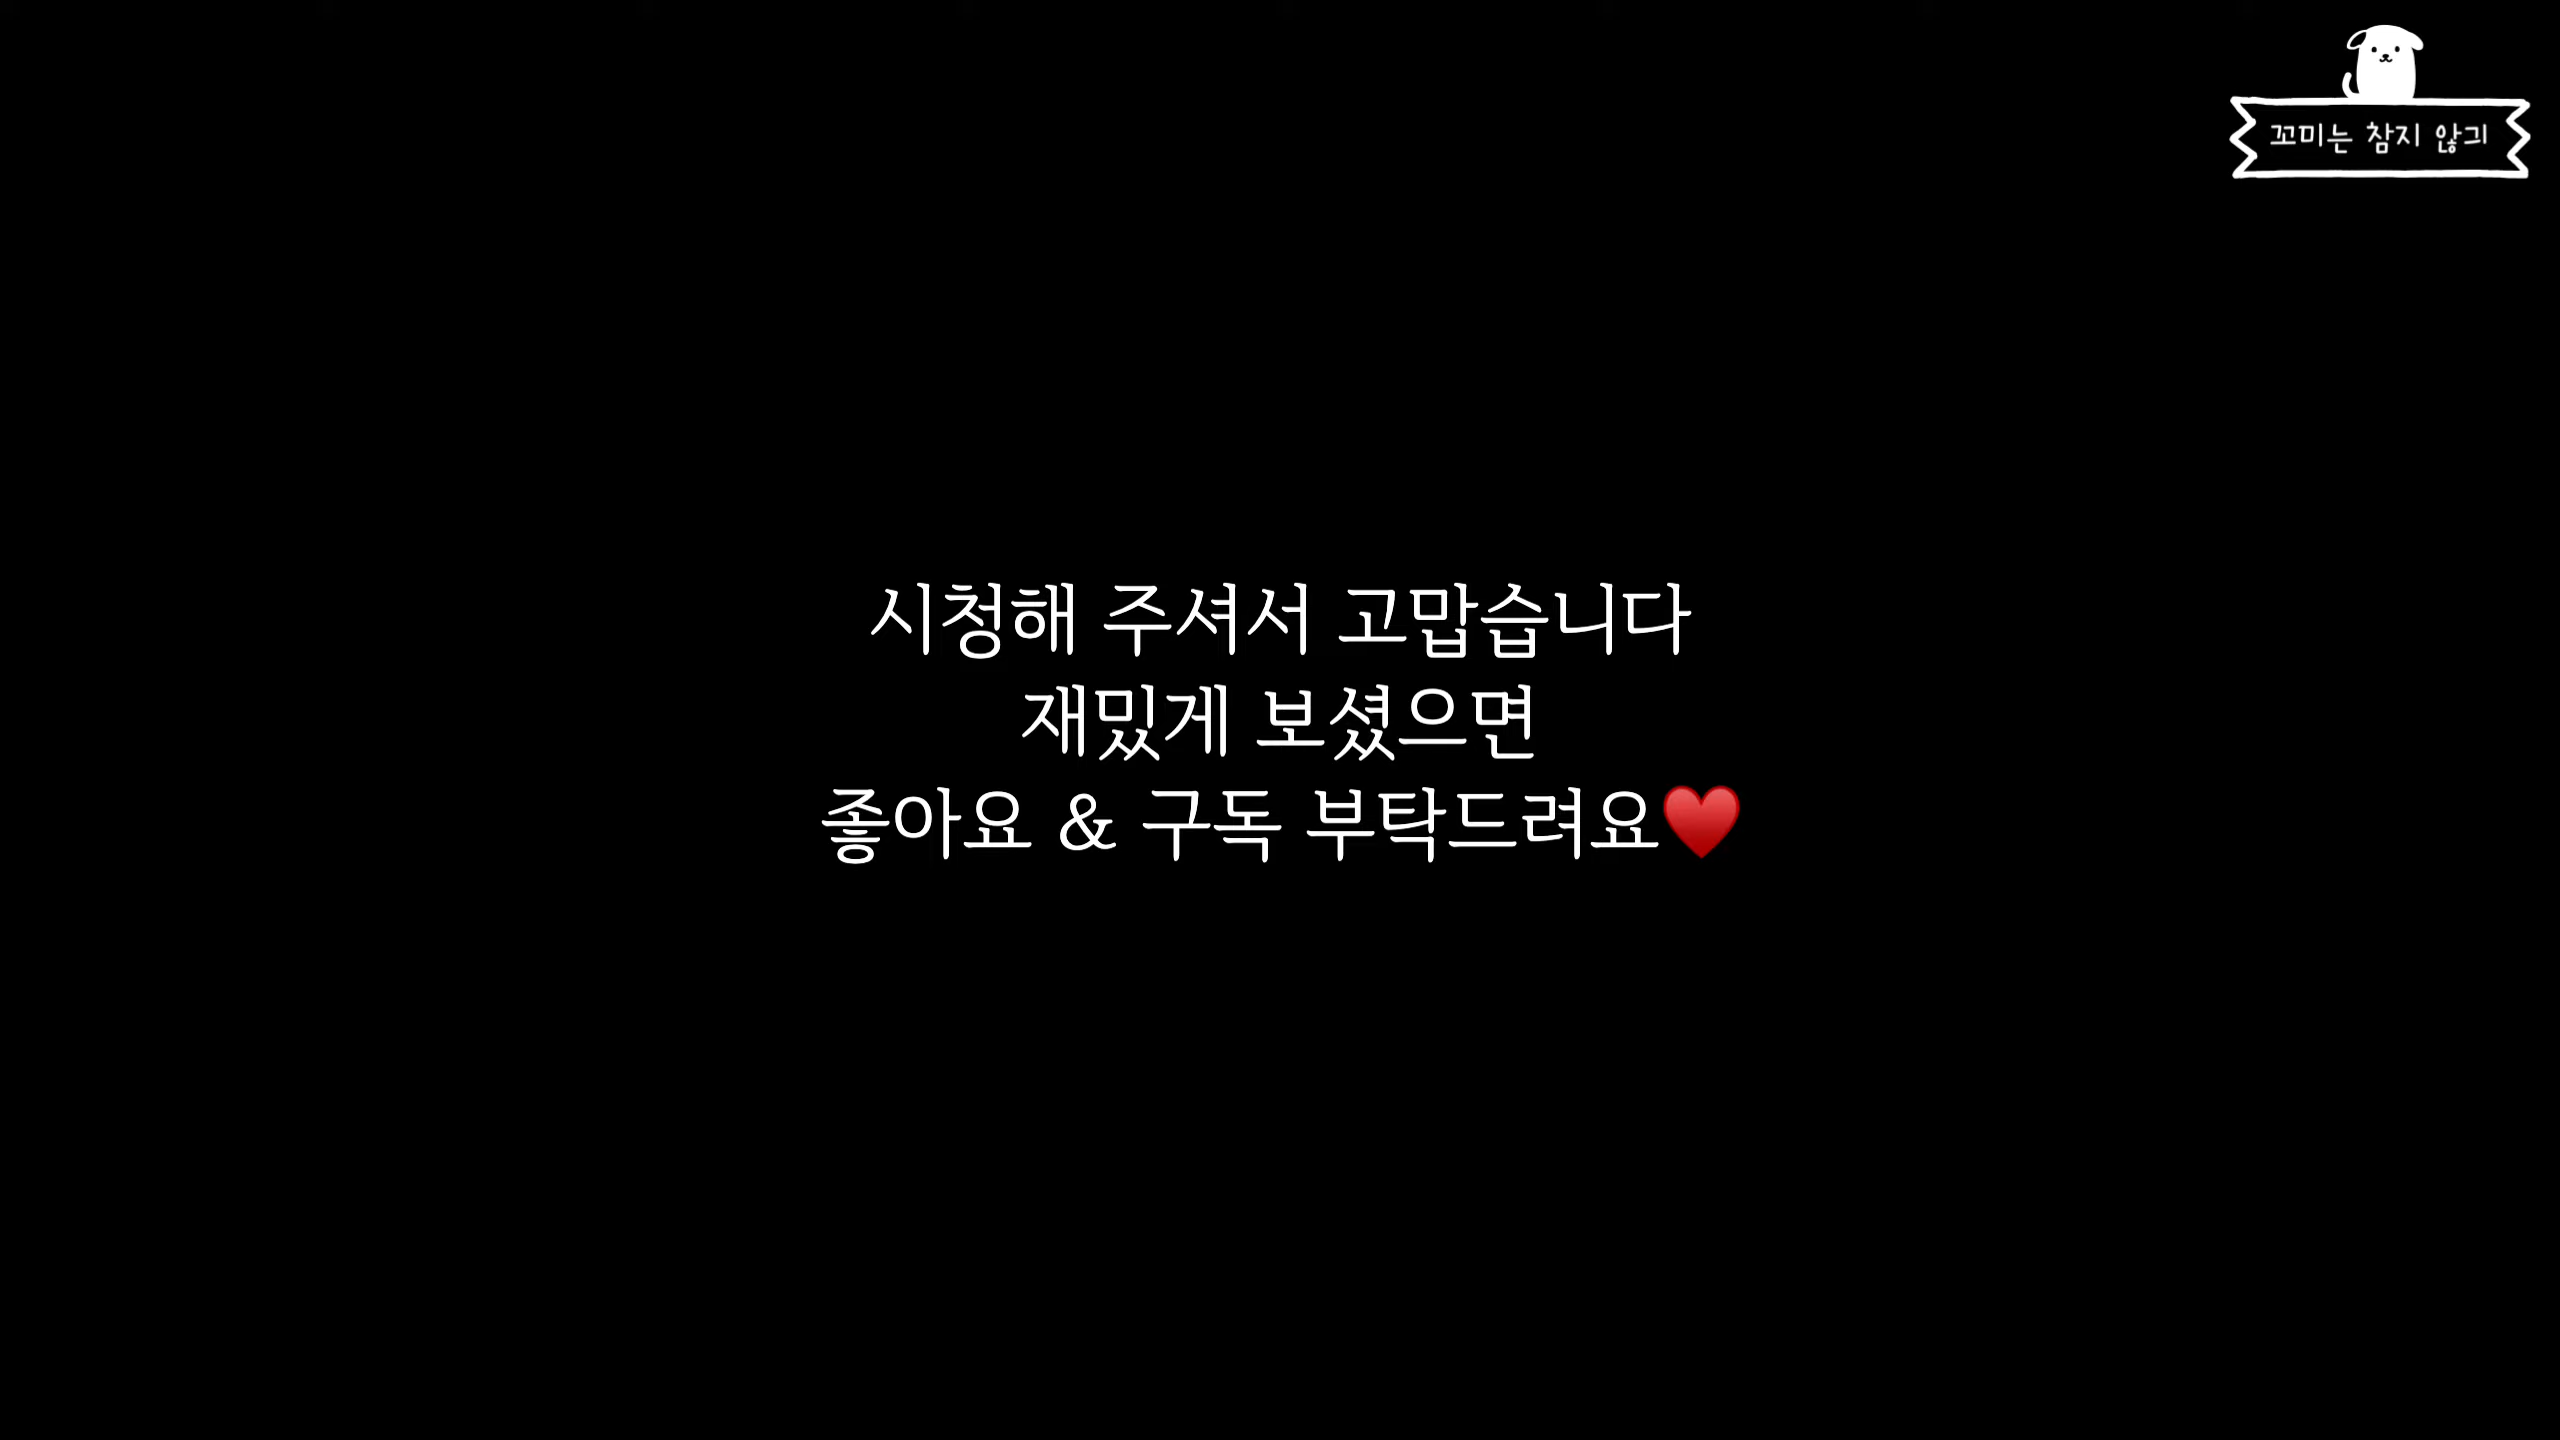 꼬미는 참지 않긔
시청해 주셔서 고맙습니다
재밌게 보셨으면
좋아요 & 구독 부탁드려요♥️